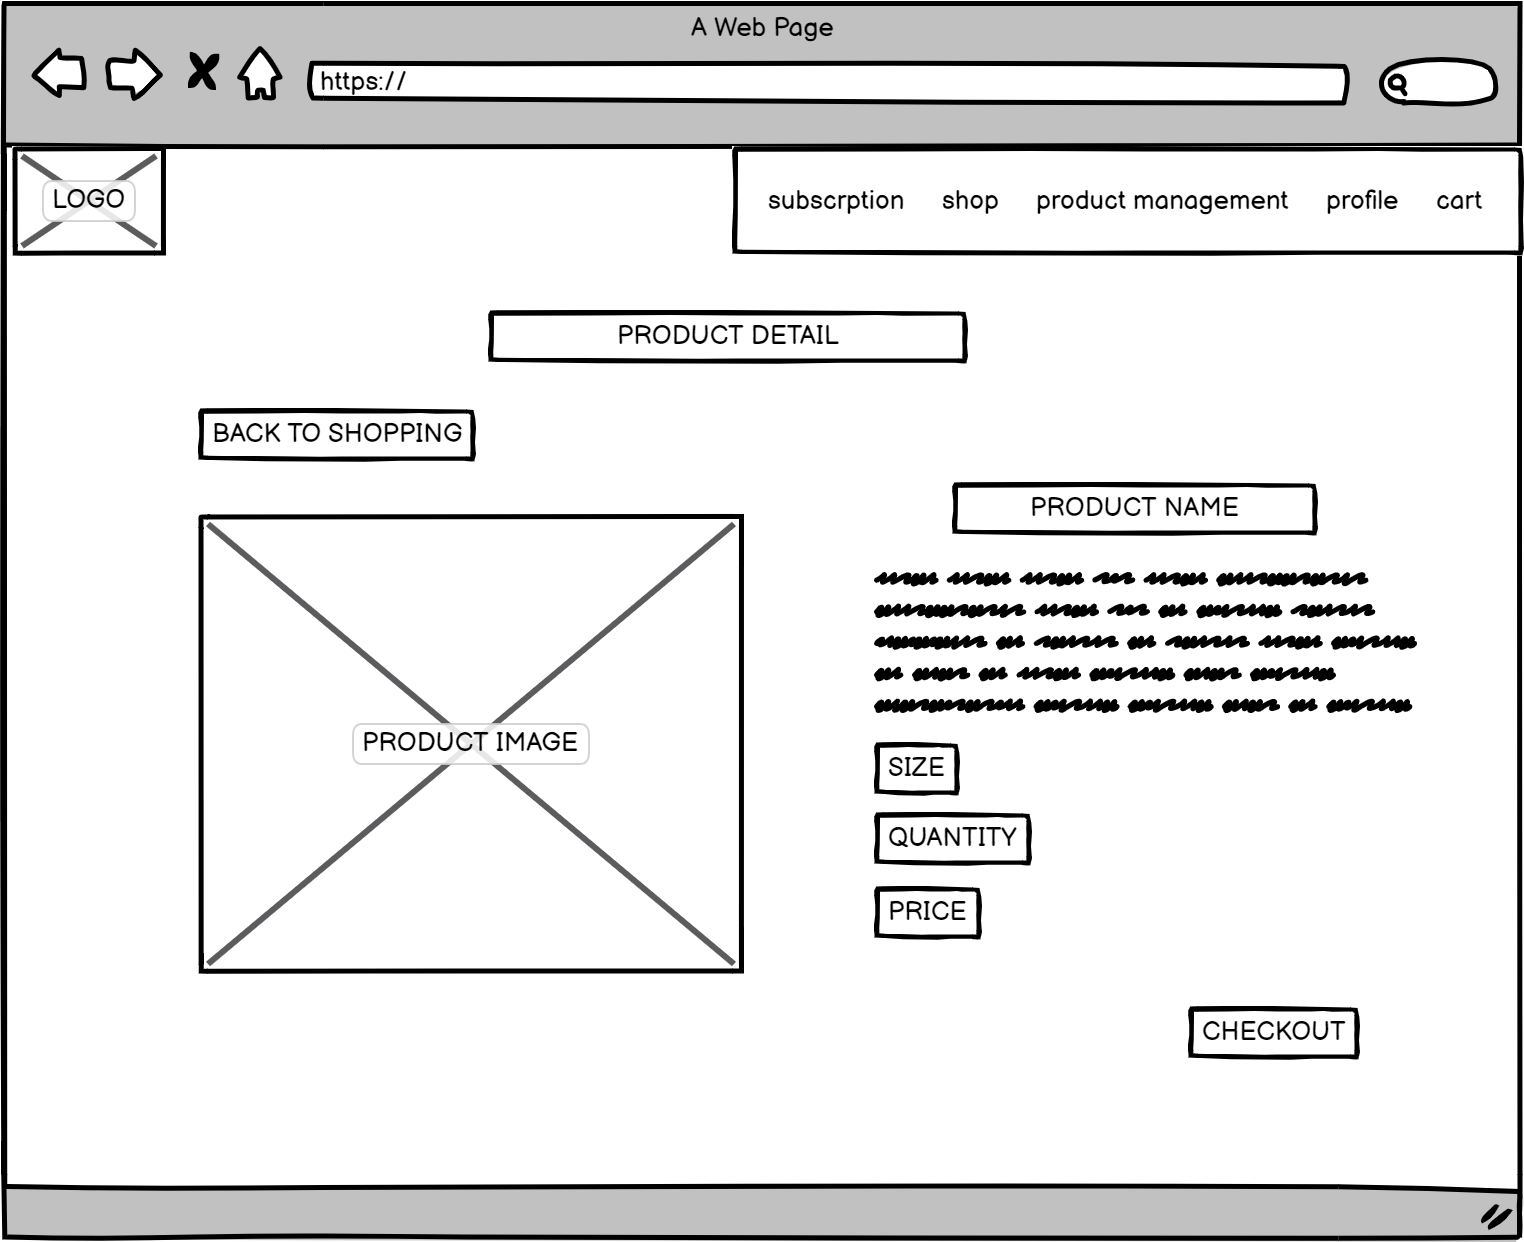 A Web Page
https://
LOGO
subscrption shop product management profile cart
PRODUCT DETAIL
BACK TO SHOPPING
PRODUCT NAME
PRODUCT IMAGE
SIZE
QUANTITY
PRICE
CHECKOUT